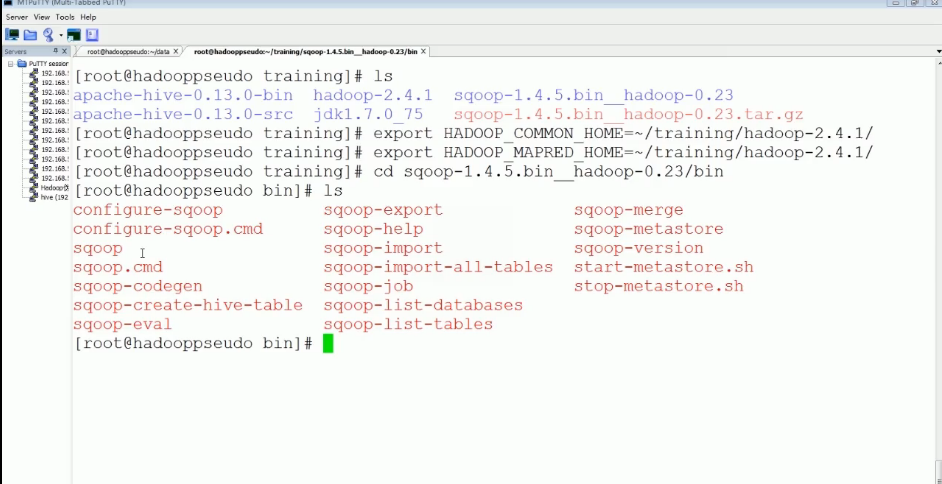 MTPuTTY (Multi-Tabbed PuTTY)
Server View Tools Help
Servers
root@hadooppseudo:~/data X root@hadooppseudo:~/training/sqoop-1.4.5.bin__hadoop-0.23/bin X
PuTTY session
192.168.
192.168.
192.168.
192.168.
192.168.
192.168.
192.168.
192.168.
192.168.
Hadoop
hive (192
[root@hadooppseudo training]# ls
apache-hive-0.13.0-bin hadoop-2.4.1 sqoop-1.4.5.bin__hadoop-0.23
apache-hive-0.13.0-src jdk1.7.0_75 sqoop-1.4.5.bin__hadoop-0.23.tar.gz
[root@hadooppseudo training]# export HADOOP_COMMON_HOME=~/training/hadoop-2.4.1/
[root@hadooppseudo training]# export HADOOP_MAPRED_HOME=~/training/hadoop-2.4.1/
[root@hadooppseudo training]# cd sqoop-1.4.5.bin__hadoop-0.23/bin
[root@hadooppseudo bin]# ls
configure-sqoop sqoop-export sqoop-merge
configure-sqoop.cmd sqoop-help sqoop-metastore
sqoop sqoop-import sqoop-version
sqoop.cmd sqoop-import-all-tables start-metastore.sh
sqoop-codegen sqoop-job stop-metastore.sh
sqoop-create-hive-table sqoop-list-databases
sqoop-eval sqoop-list-tables
[root@hadooppseudo bin]#